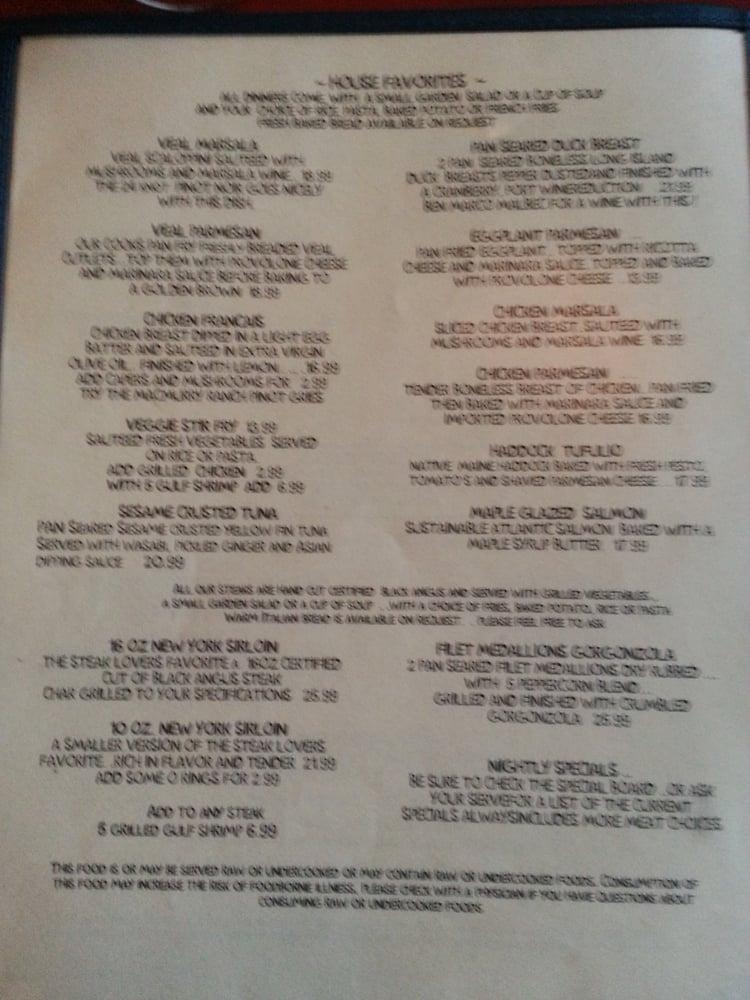 ~ HOUSE FAVORITES ~
ALL DINNERS COME WITH A SMALL GARDEN SALAD OR A CUP OF SOUP
AND YOUR CHOICE OF RICE, PASTA, BAKED POTATO OR FRENCH FRIES
FRESH BAKED BREAD AVAILABLE ON REQUEST
VEAL MARSALA
VEAL SCALOPPINI SAUTEED WITH
MUSHROOMS AND MARSALA WINE
THE PINOT NOIR GOES NICELY
WITH THIS DISH.
VEAL PARMESAN
OUR COOKS PAN FRY FRESHLY BREADED VEAL
CUTLETS... TOP THEM WITH PROVOLONE CHEESE
AND MARINARA SAUCE BEFORE BAKING TO
A GOLDEN BROWN
CHICKEN FRANCAIS
CHICKEN BREAST DIPPED IN A LIGHT EGG
BATTER AND SAUTEED IN EXTRA VIRGIN
OLIVE OIL... FINISHED WITH LEMON...... 16.99
ADD CAPERS AND MUSHROOMS FOR 2.99
TRY THE MACMURRY RANCH PINOT GRIES
VEGGIE STIR FRY 13.99
SAUTEED FRESH VEGETABLES SERVED
ON RICE OR PASTA.
ADD GRILLED CHICKEN 2.99
WITH 5 GULF SHRIMP ADD 6.99
SESAME CRUSTED TUNA
PAN SEARED SESAME CRUSTED YELLOW FIN TUNA
SERVED WITH WASABI, PICKLED GINGER AND ASIAN
DIPPING SAUCE 20.99
PAN SEARED DUCK BREAST
2 PAN SEARED BONELESS LONG ISLAND
DUCK BREASTS PEPPER DUSTEDAND FINISHED WITH
A CRANBERRY PORT WINEREDUCTION ... 21.99
BEN MARCO MALBEC FOR A WINE WITH THIS!
EGGPLANT PARMESAN ...
PAN FRIED EGGPLANT... TOPPED WITH RICOTTA
CHEESE AND MARINARA SAUCE, TOPPED AND BAKED
WITH PROVOLONE CHEESE ... 13.99
CHICKEN MARSALA
SLICED CHICKEN BREAST, SAUTEED WITH
MUSHROOMS AND MARSALA WINE 16.99
CHICKEN PARMESAN
TENDER BONELESS BREAST OF CHICKEN... PAN FRIED
THEN BAKED WITH MARINARA SAUCE AND
IMPORTED PROVOLONE CHEESE 16.99
HADDOCK TUFULIO
NATIVE MAINE HADDOCK BAKED WITH FRESH PESTO,
TOMATO'S AND SHAVED PARMESAN CHEESE... 17.99
MAPLE GLAZED SALMON
SUSTAINABLE ATLANTIC SALMON BAKED WITH A
MAPLE SYRUP BUTTER 17.99
ALL OUR STEAKS ARE HAND CUT CERTIFIED BLACK ANGUS AND SERVED WITH GRILLED VEGETABLES...
A SMALL GARDEN SALAD OR A CUP OF SOUP ...WITH A CHOICE OF FRIES, BAKED POTATO, RICE OR PASTA
WARM ITALIAN BREAD IS AVAILABLE ON REQUEST... PLEASE FEEL FREE TO ASK
16 OZ NEW YORK SIRLOIN
THE STEAK LOVERS FAVORITE A 16OZ CERTIFIED
CUT OF BLACK ANGUS STEAK
CHAR GRILLED TO YOUR SPECIFICATIONS 25.99
10 OZ. NEW YORK SIRLOIN
A SMALLER VERSION OF THE STEAK LOVERS
FAVORITE...RICH IN FLAVOR AND TENDER 21.99
ADD SOME O RINGS FOR 2.99
ADD TO ANY STEAK
5 GRILLED GULF SHRIMP 6.99
FILET MEDALLIONS GORGONZOLA
2 PAN SEARED FILET MEDALLIONS DRY RUBBED ....
WITH 5 PEPPERCORN BLEND...
GRILLED AND FINISHED WITH CRUMBLED
GORGONZOLA 25.99
NIGHTLY SPECIALS...
BE SURE TO CHECK THE SPECIAL BOARD ...OR ASK
YOUR SERVEFOR A LIST OF THE CURRENT
SPECIALS ALWAYSINCLUDES MORE MEAT CHOICES.
THIS FOOD IS OR MAY BE SERVED RAW OR UNDERCOOKED OR MAY CONTAIN RAW OR UNDERCOOKED FOODS. CONSUMPTION OF
THIS FOOD MAY INCREASE THE RISK OF FOODBORNE ILLNESS. PLEASE CHECK WITH A PHYSICIAN IF YOU HAVE QUESTIONS ABOUT
CONSUMING RAW OR UNDERCOOKED FOODS.